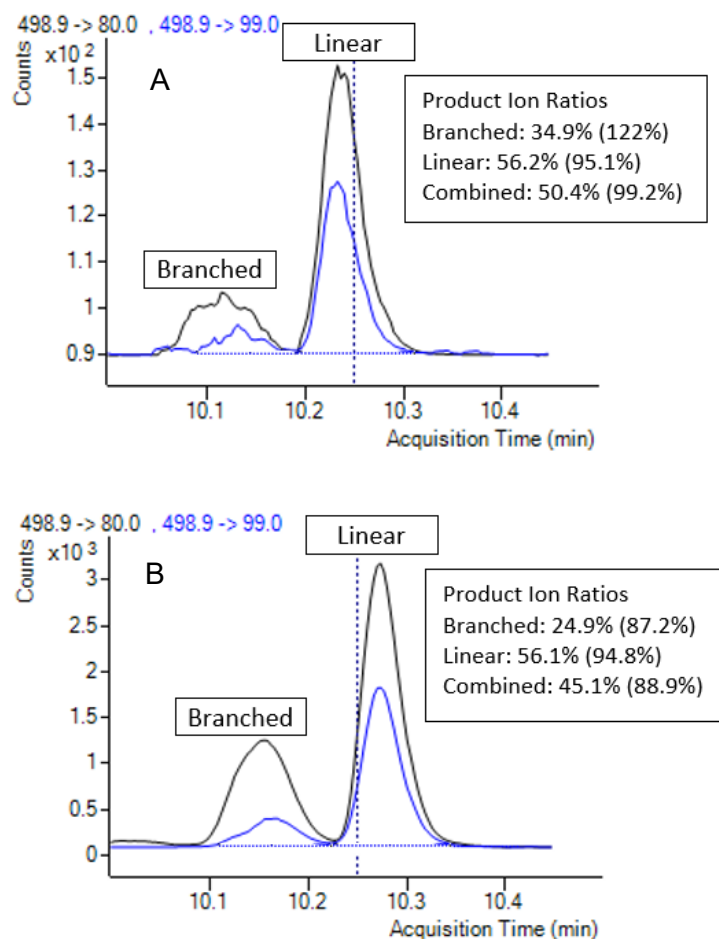 498.9 -> 80.0 , 498.9 -> 99.0
Counts
x10 2
A
Linear
Branched
Product Ion Ratios
Branched: 34.9% (122%)
Linear: 56.2% (95.1%)
Combined: 50.4% (99.2%)
1.5
1.4
1.3
1.2
1.1
1
0.9
10.1 10.2 10.3 10.4
Acquisition Time (min)
498.9 -> 80.0 , 498.9 -> 99.0
Counts
x10 3
B
Linear
Branched
Product Ion Ratios
Branched: 24.9% (87.2%)
Linear: 56.1% (94.8%)
Combined: 45.1% (88.9%)
3
2.5
2
1.5
1
0.5
0
10.1 10.2 10.3 10.4
Acquisition Time (min)